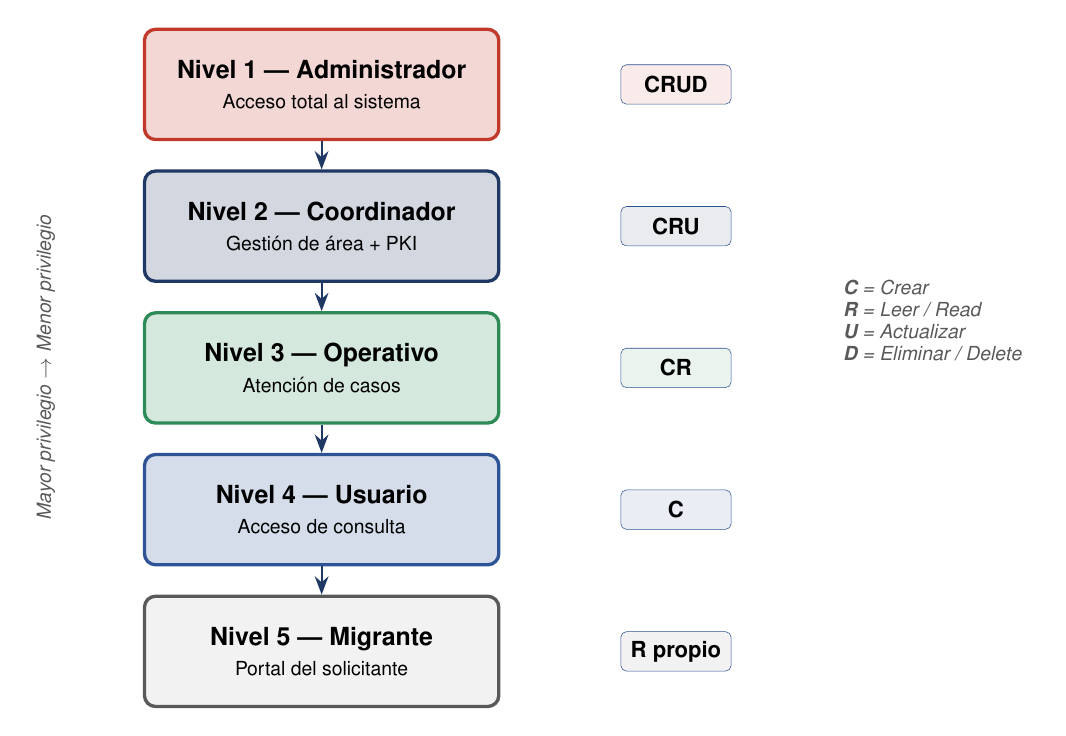 Nivel 1 — Administrador
Acceso total al sistema
CRUD
Nivel 2 — Coordinador
Gestión de área + PKI
CRU
Nivel 3 — Operativo
Atención de casos
CR
Nivel 4 — Usuario
Acceso de consulta
C
Nivel 5 — Migrante
Portal del solicitante
R propio
Mayor privilegio → Menor privilegio
C = Crear
R = Leer / Read
U = Actualizar
D = Eliminar / Delete